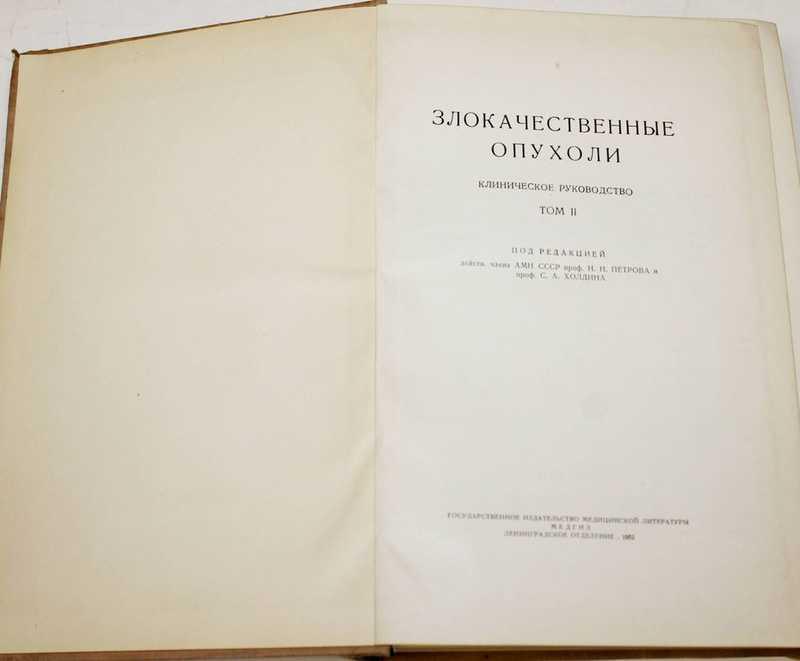 ЗЛОКАЧЕСТВЕННЫЕ
ОПУХОЛИ
КЛИНИЧЕСКОЕ РУКОВОДСТВО
ТОМ II
ПОД РЕДАКЦИЕЙ
действ. члена АМН СССР проф. Н. Н. ПЕТРОВА и
проф. С. А. ХОЛДИНА
ГОСУДАРСТВЕННОЕ ИЗДАТЕЛЬСТВО МЕДИЦИНСКОЙ ЛИТЕРАТУРЫ
МЕДГИЗ
ЛЕНИНГРАДСКОЕ ОТДЕЛЕНИЕ .